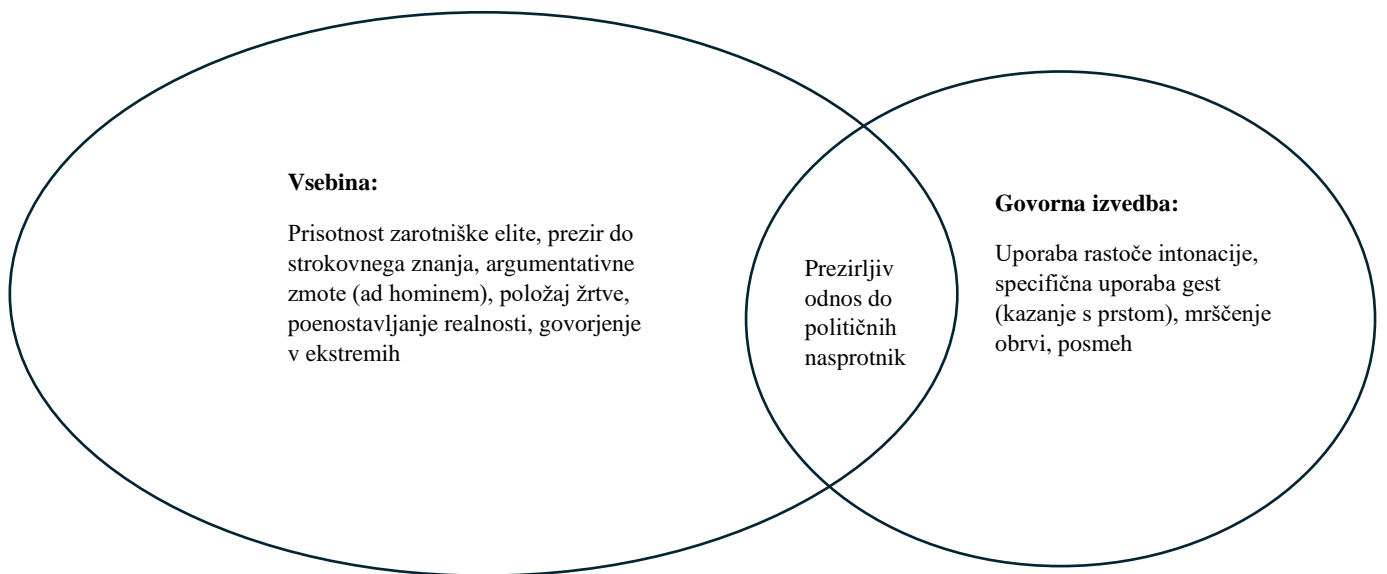 Vsebina:
Prisotnost zarotniške elite, prezir do
strokovnega znanja, argumentativne
zmote (ad hominem), položaj žrtve,
poenostavljanje realnosti, govorjenje
v ekstremih
Prezirljiv
odnos do
političnih
nasprotnik
Govorna izvedba:
Uporaba rastoče intonacije,
specifična uporaba gest
(kazanje s prstom), mrščenje
obrvi, posmeh